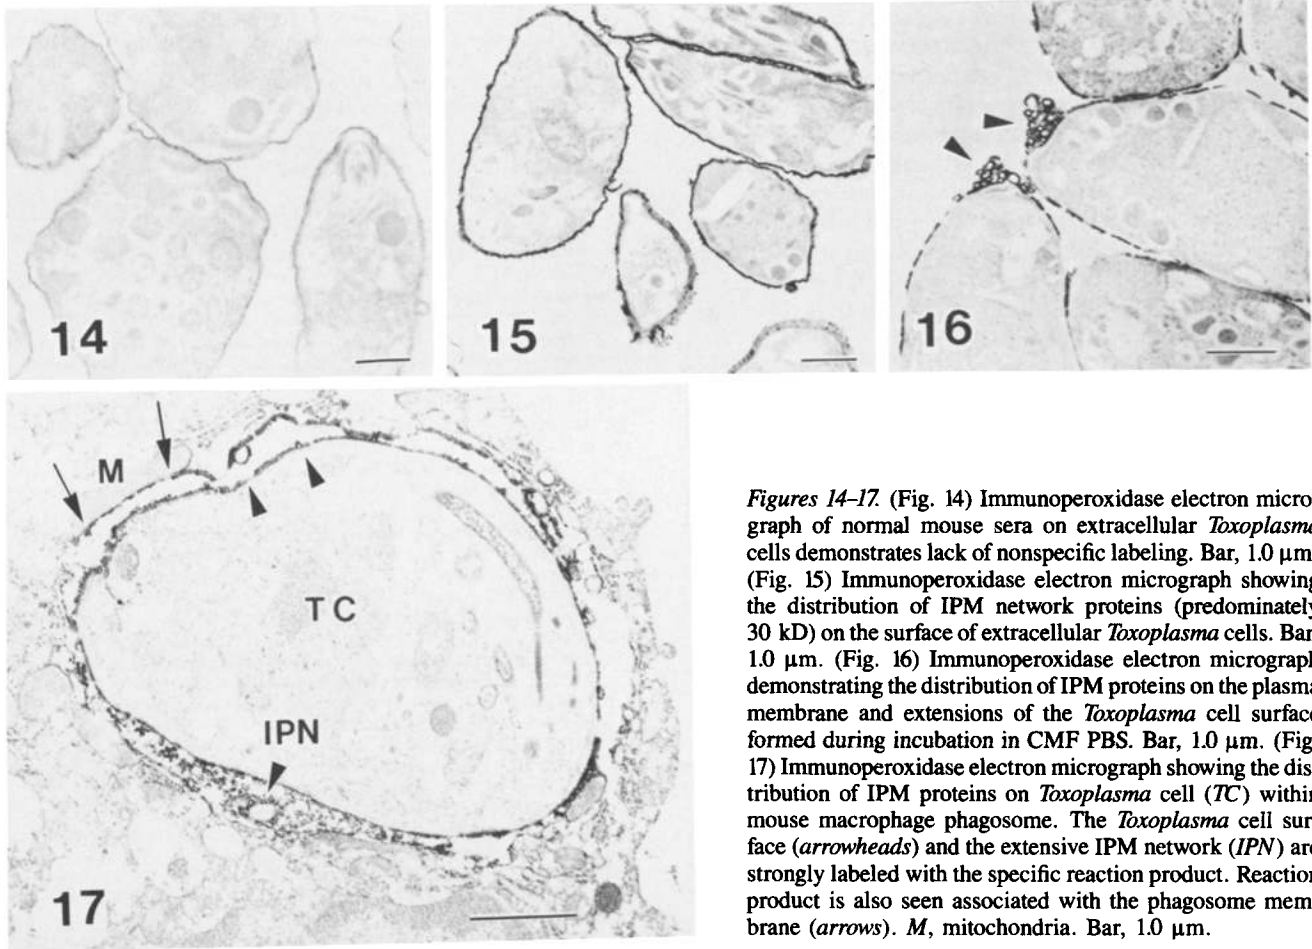 14
15
16
M
TC
IPN
17
Figures 14–17. (Fig. 14) Immunoperoxidase electron micro
graph of normal mouse sera on extracellular Toxoplasma
cells demonstrates lack of nonspecific labeling. Bar, 1.0 μm
(Fig. 15) Immunoperoxidase electron micrograph showing
the distribution of IPM network proteins (predominately
30 kD) on the surface of extracellular Toxoplasma cells. Bar
1.0 μm. (Fig. 16) Immunoperoxidase electron micrograph
demonstrating the distribution of IPM proteins on the plasma
membrane and extensions of the Toxoplasma cell surface
formed during incubation in CMF PBS. Bar, 1.0 μm. (Fig
17) Immunoperoxidase electron micrograph showing the dis
tribution of IPM proteins on Toxoplasma cell (TC) within
mouse macrophage phagosome. The Toxoplasma cell sur
face (arrowheads) and the extensive IPM network (IPN) are
strongly labeled with the specific reaction product. Reaction
product is also seen associated with the phagosome mem
brane (arrows). M, mitochondria. Bar, 1.0 μm.